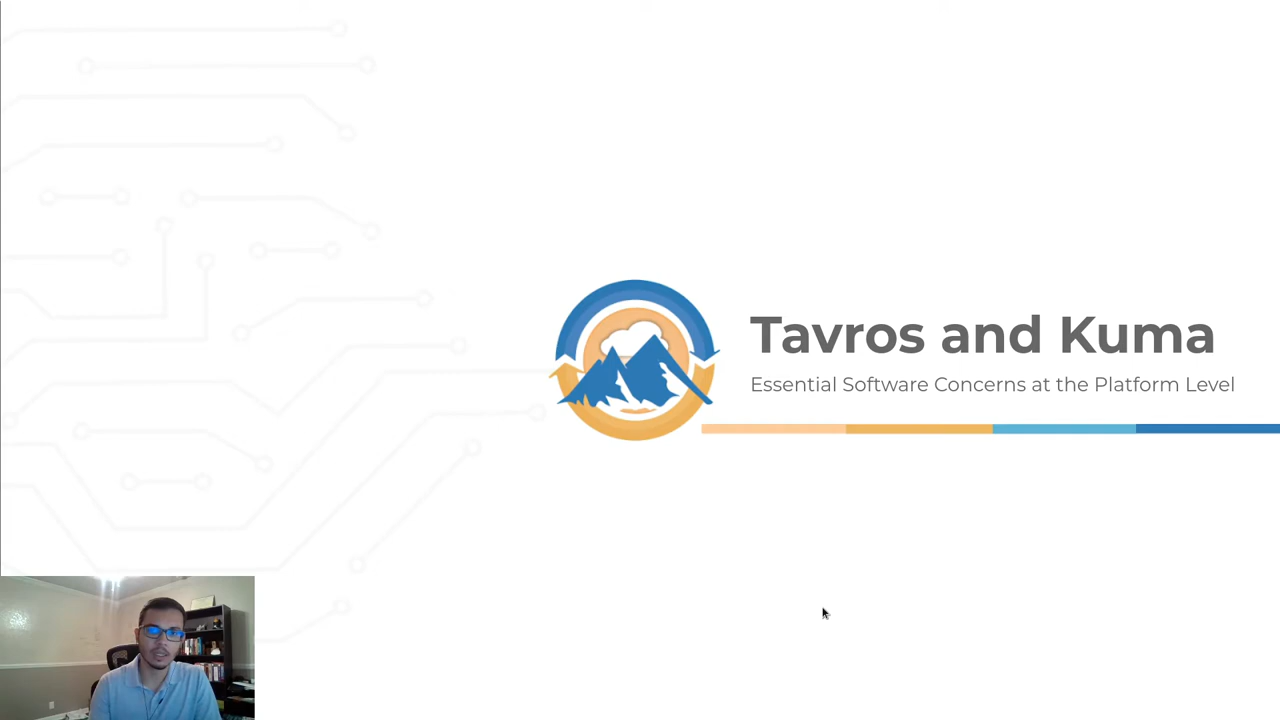 Tavros and Kuma
Essential Software Concerns at the Platform Level